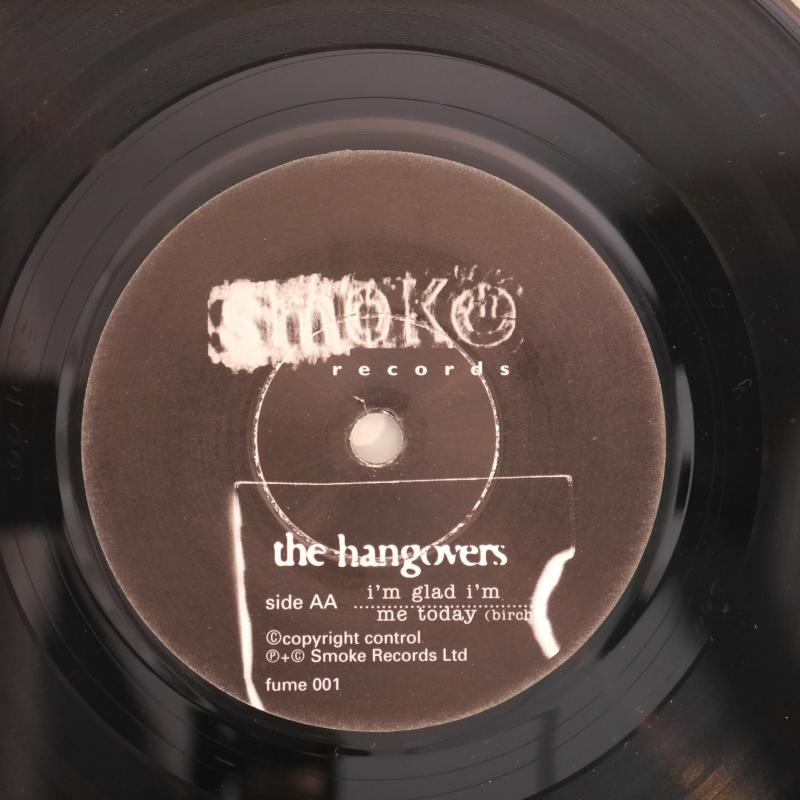 smoke
records
the hangovers
side AA
i'm glad i'm
me today (birch
©copyright control
℗+© Smoke Records Ltd
fume 001